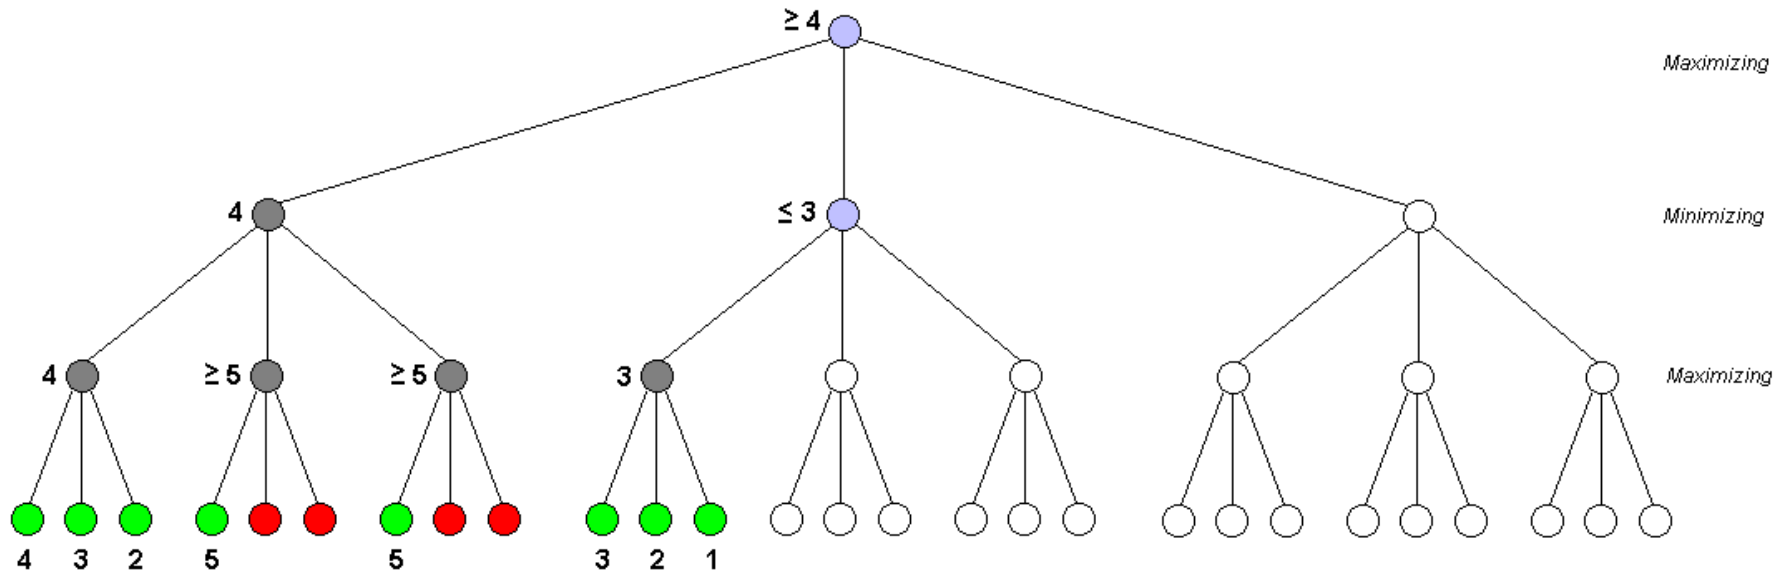 ≥ 4
Maximizing
4
≤ 3
Minimizing
4
≥ 5
≥ 5
3
Maximizing
4 3 2 5 5 3 2 1